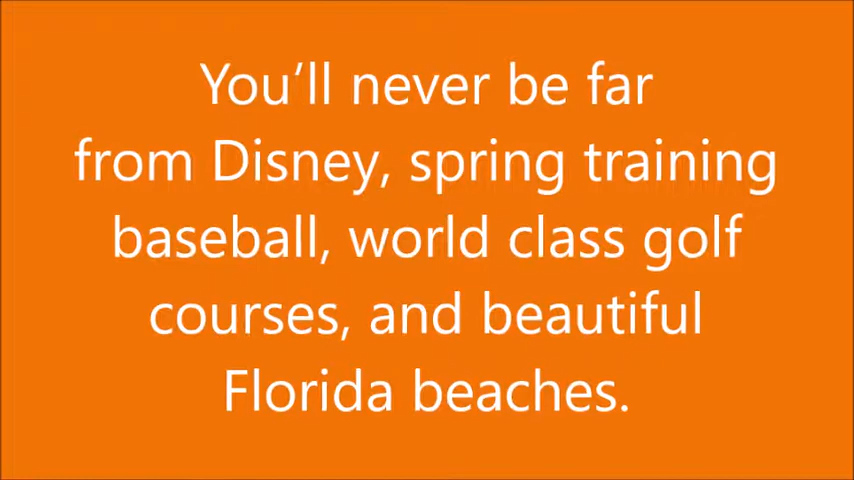 You’ll never be far
from Disney, spring training
baseball, world class golf
courses, and beautiful
Florida beaches.